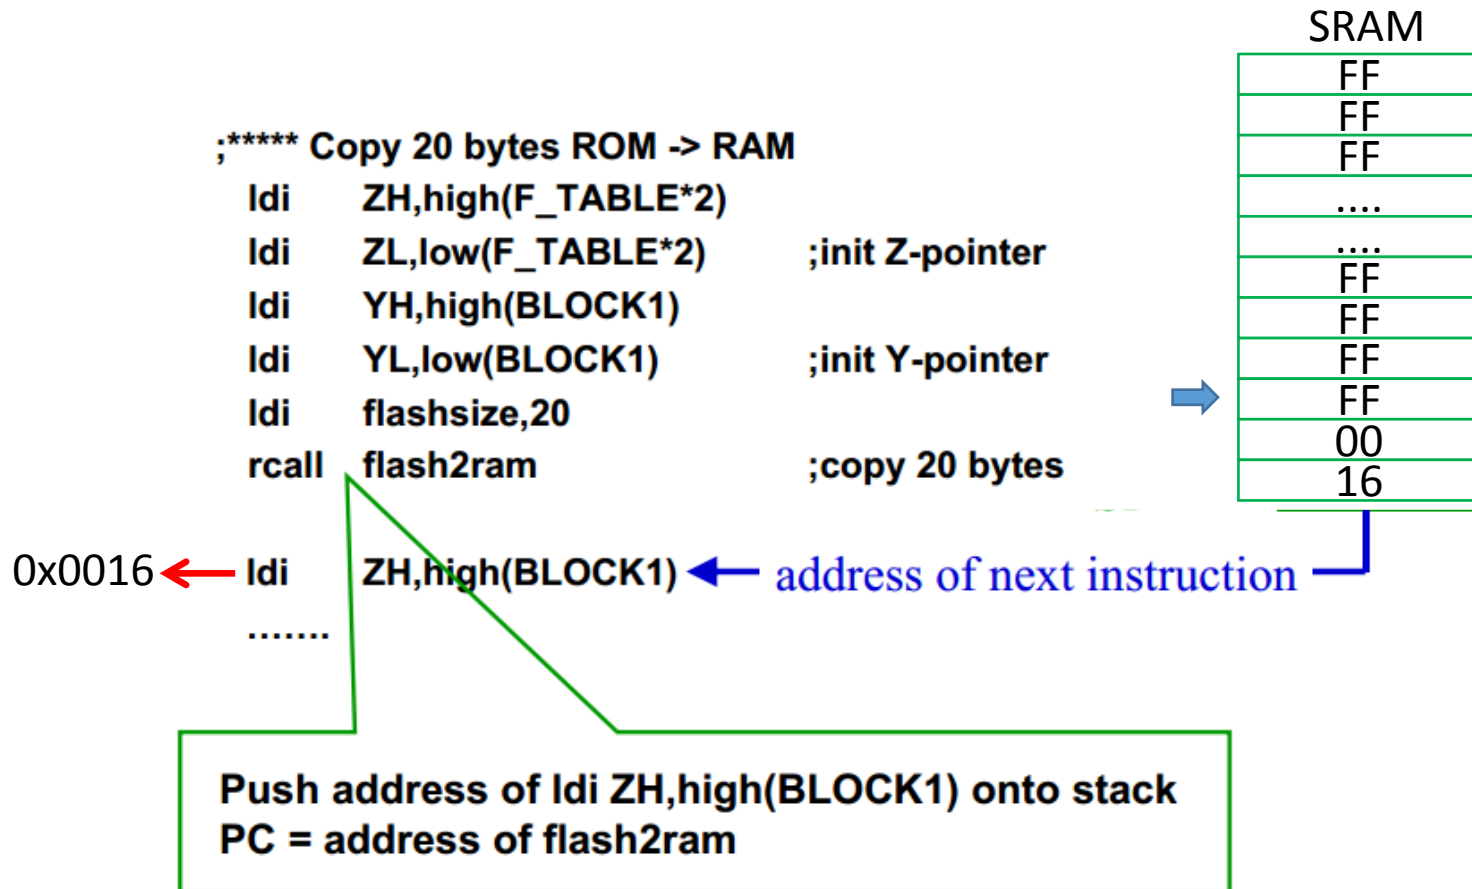 SRAM
FF
FF
FF
....
....
FF
FF
FF
FF
00
16
;***** Copy 20 bytes ROM -> RAM
ldi ZH,high(F_TABLE*2)
ldi ZL,low(F_TABLE*2) ;init Z-pointer
ldi YH,high(BLOCK1)
ldi YL,low(BLOCK1) ;init Y-pointer
ldi flashsize,20
rcall flash2ram ;copy 20 bytes
0x0016 ldi ZH,high(BLOCK1) address of next instruction
.......
Push address of ldi ZH,high(BLOCK1) onto stack
PC = address of flash2ram